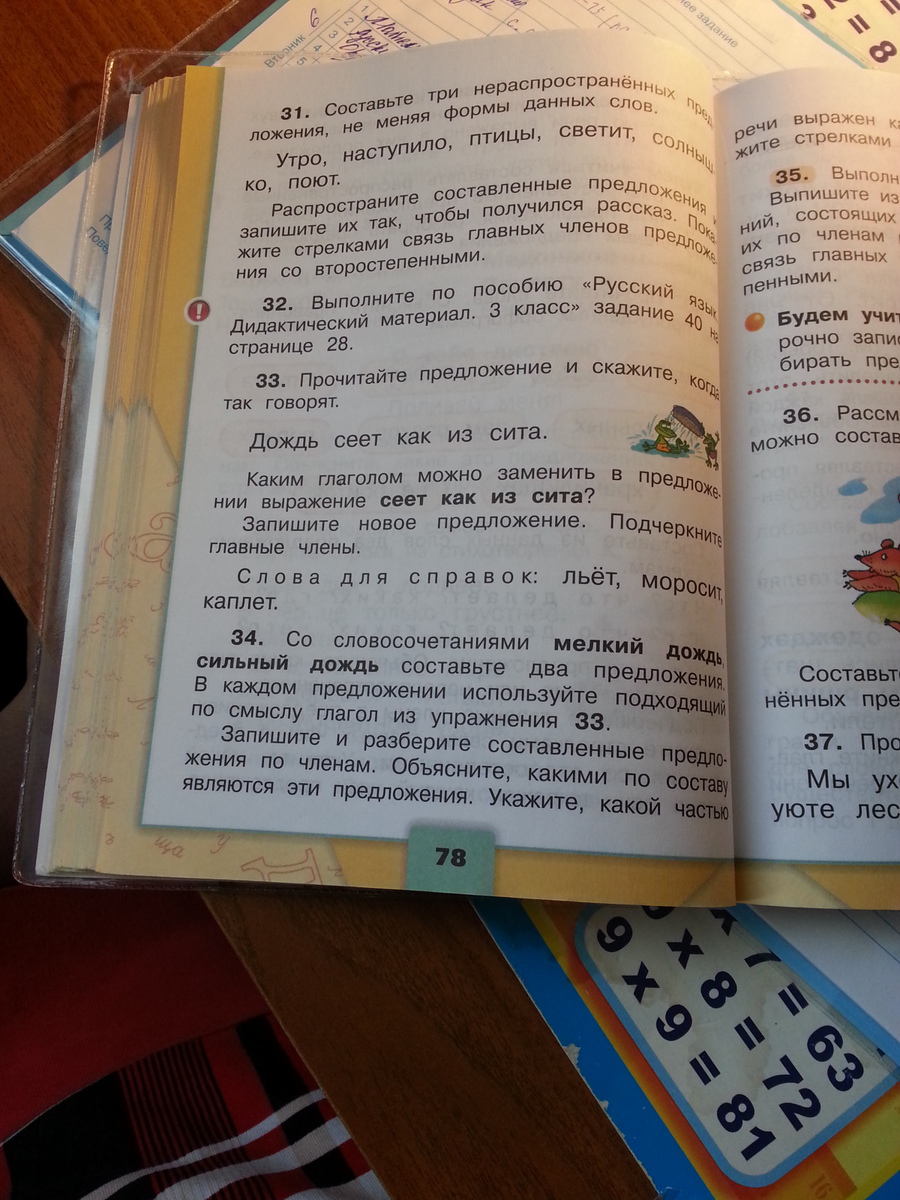 6
Вторник
задание
= 8
31. Составьте три нераспространённых пред-
ложения, не меняя формы данных слов.
Утро, наступило, птицы, светит, солныш-
ко, поют.
Распространите составленные предложения и
запишите их так, чтобы получился рассказ. Пока-
жите стрелками связь главных членов предложе-
ния со второстепенными.
32. Выполните по пособию «Русский язык
Дидактический материал. 3 класс» задание 40 на
странице 28.
33. Прочитайте предложение и скажите, когда
так говорят.
Дождь сеет как из сита.
Каким глаголом можно заменить в предложе-
нии выражение сеет как из сита?
Запишите новое предложение. Подчеркните
главные члены.
Слова для справок: льёт, моросит,
каплет.
34. Со словосочетаниями мелкий дождь,
сильный дождь составьте два предложения.
В каждом предложении используйте подходящий
по смыслу глагол из упражнения 33.
Запишите и разберите составленные предло-
жения по членам. Объясните, какими по составу
являются эти предложения. Укажите, какой частью
78
речи выражен
жите стрелками
35. Выполн
Выпишите из
ний, состоящих
их по членам
связь главных
пенными.
Будем учи
рочно запис
бирать пре
36. Рассм
можно состав
Составьт
нённых пре
37. Про
Мы ух
уюте лес
x 7 = 63
x 8 = 72
9 x 9 = 81